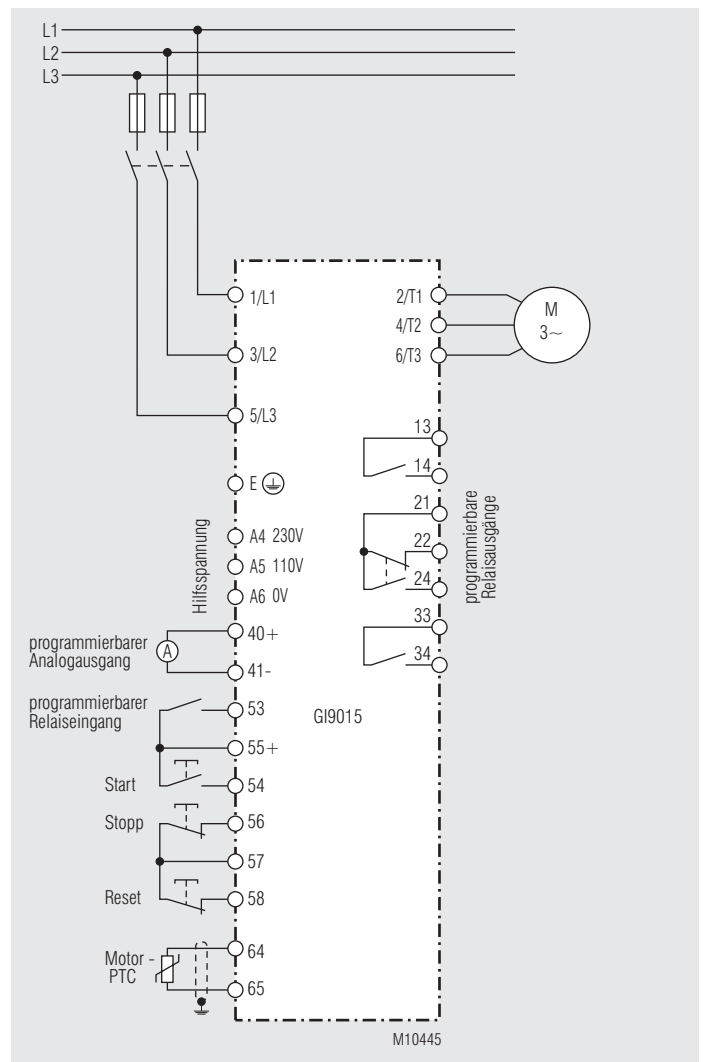 L1
L2
L3
1/L1
2/T1
M
3~
4/T2
3/L2
6/T3
5/L3
13
14
E
21
22
24
programmierbare
Relaisausgänge
Hilfsspannung
A4 230V
A5 110V
A6 0V
33
34
programmierbarer
Analogausgang
A
40+
41-
programmierbarer
Relaiseingang
53
GI9015
55+
Start
54
Stopp
56
57
Reset
58
Motor -
PTC
64
65
M10445